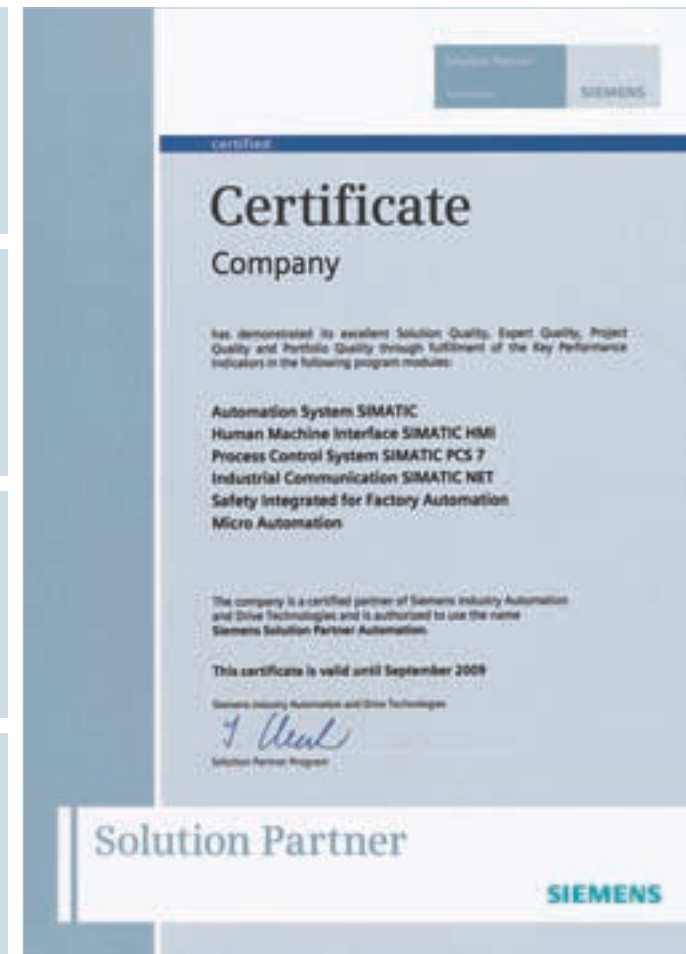 Solution Partner
SIEMENS
certified
Certificate
Company
has demonstrated its excellent Solution Quality, Expert Quality, Project
Quality and Portfolio Quality through fulfillment of the Key Performance
Indicators in the following program modules:
Automation System SIMATIC
Human Machine Interface SIMATIC HMI
Process Control System SIMATIC PCS 7
Industrial Communication SIMATIC NET
Safety Integrated for Factory Automation
Micro Automation
The company is a certified partner of Siemens Industry Automation
and Drive Technologies and is authorized to use the name
Siemens Solution Partner Automation.
This certificate is valid until September 2009
Siemens Industry Automation and Drive Technologies
Solution Partner Program
Solution Partner
SIEMENS